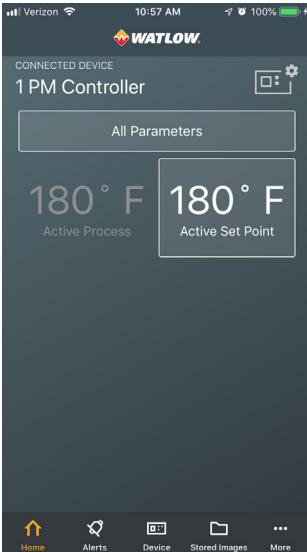 Verizon 10:57 AM 100%
WATLOW.
CONNECTED DEVICE
1 PM Controller
All Parameters
180° F 180° F
Active Process Active Set Point
Home Alerts Device Stored Images More